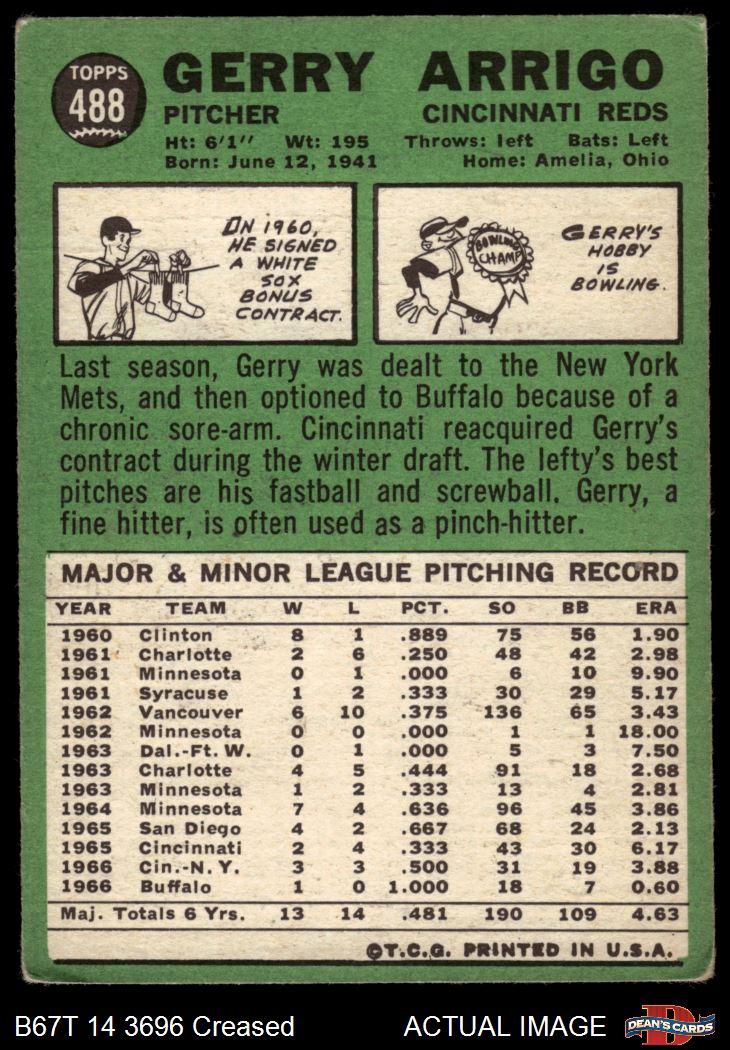 TOPPS
488
GERRY ARRIGO
PITCHER CINCINNATI REDS
Ht: 6'1" Wt: 195 Throws: left Bats: Left
Born: June 12, 1941 Home: Amelia, Ohio
IN 1960,
HE SIGNED
A WHITE
SOX
BONUS
CONTRACT.
BOWLING
CHAMP
GERRY'S
HOBBY
IS
BOWLING.
Last season, Gerry was dealt to the New York
Mets, and then optioned to Buffalo because of a
chronic sore-arm. Cincinnati reacquired Gerry's
contract during the winter draft. The lefty's best
pitches are his fastball and screwball. Gerry, a
fine hitter, is often used as a pinch-hitter.
MAJOR & MINOR LEAGUE PITCHING RECORD
YEAR TEAM W L PCT. SO BB ERA
1960 Clinton 8 1 .889 75 56 1.90
1961 Charlotte 2 6 .250 48 42 2.98
1961 Minnesota 0 1 .000 6 10 9.90
1961 Syracuse 1 2 .333 30 29 5.17
1962 Vancouver 6 10 .375 136 65 3.43
1962 Minnesota 0 0 .000 1 1 18.00
1963 Dal.-Ft. W. 0 1 .000 5 3 7.50
1963 Charlotte 4 5 .444 91 18 2.68
1963 Minnesota 1 2 .333 13 4 2.81
1964 Minnesota 7 4 .636 96 45 3.86
1965 San Diego 4 2 .667 68 24 2.13
1965 Cincinnati 2 4 .333 43 30 6.17
1966 Cin.-N. Y. 3 3 .500 31 19 3.88
1966 Buffalo 1 0 1.000 18 7 0.60
Maj. Totals 6 Yrs. 13 14 .481 190 109 4.63
©T.C.G. PRINTED IN U.S.A.
B67T 14 3696 Creased ACTUAL IMAGE
DEAN'S CARDS